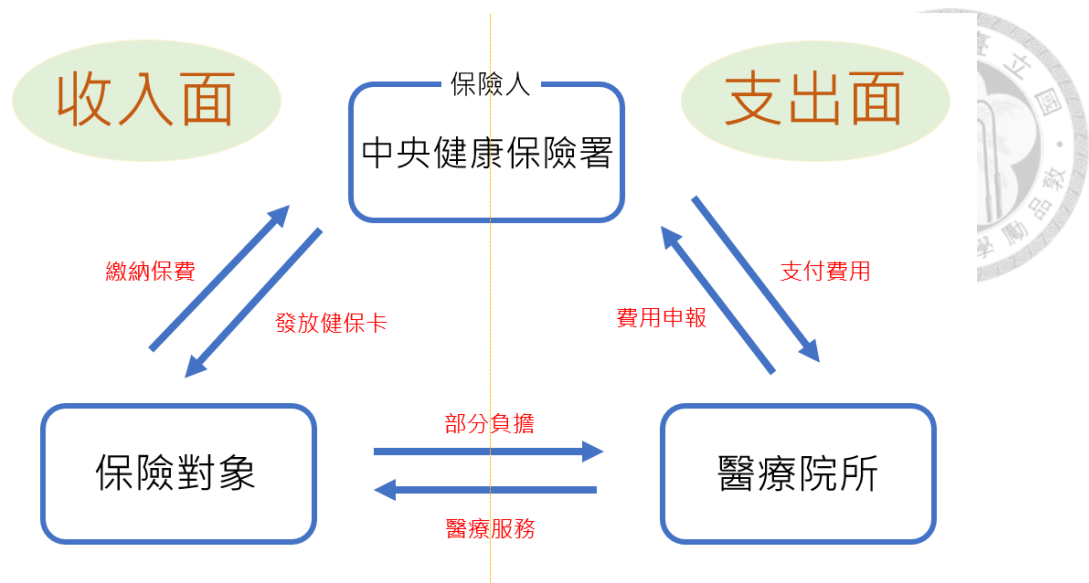 收入面
保險人
支出面
中央健康保險署
繳納保費
發放健保卡
支付費用
費用申報
部分負擔
保險對象
醫療院所
醫療服務